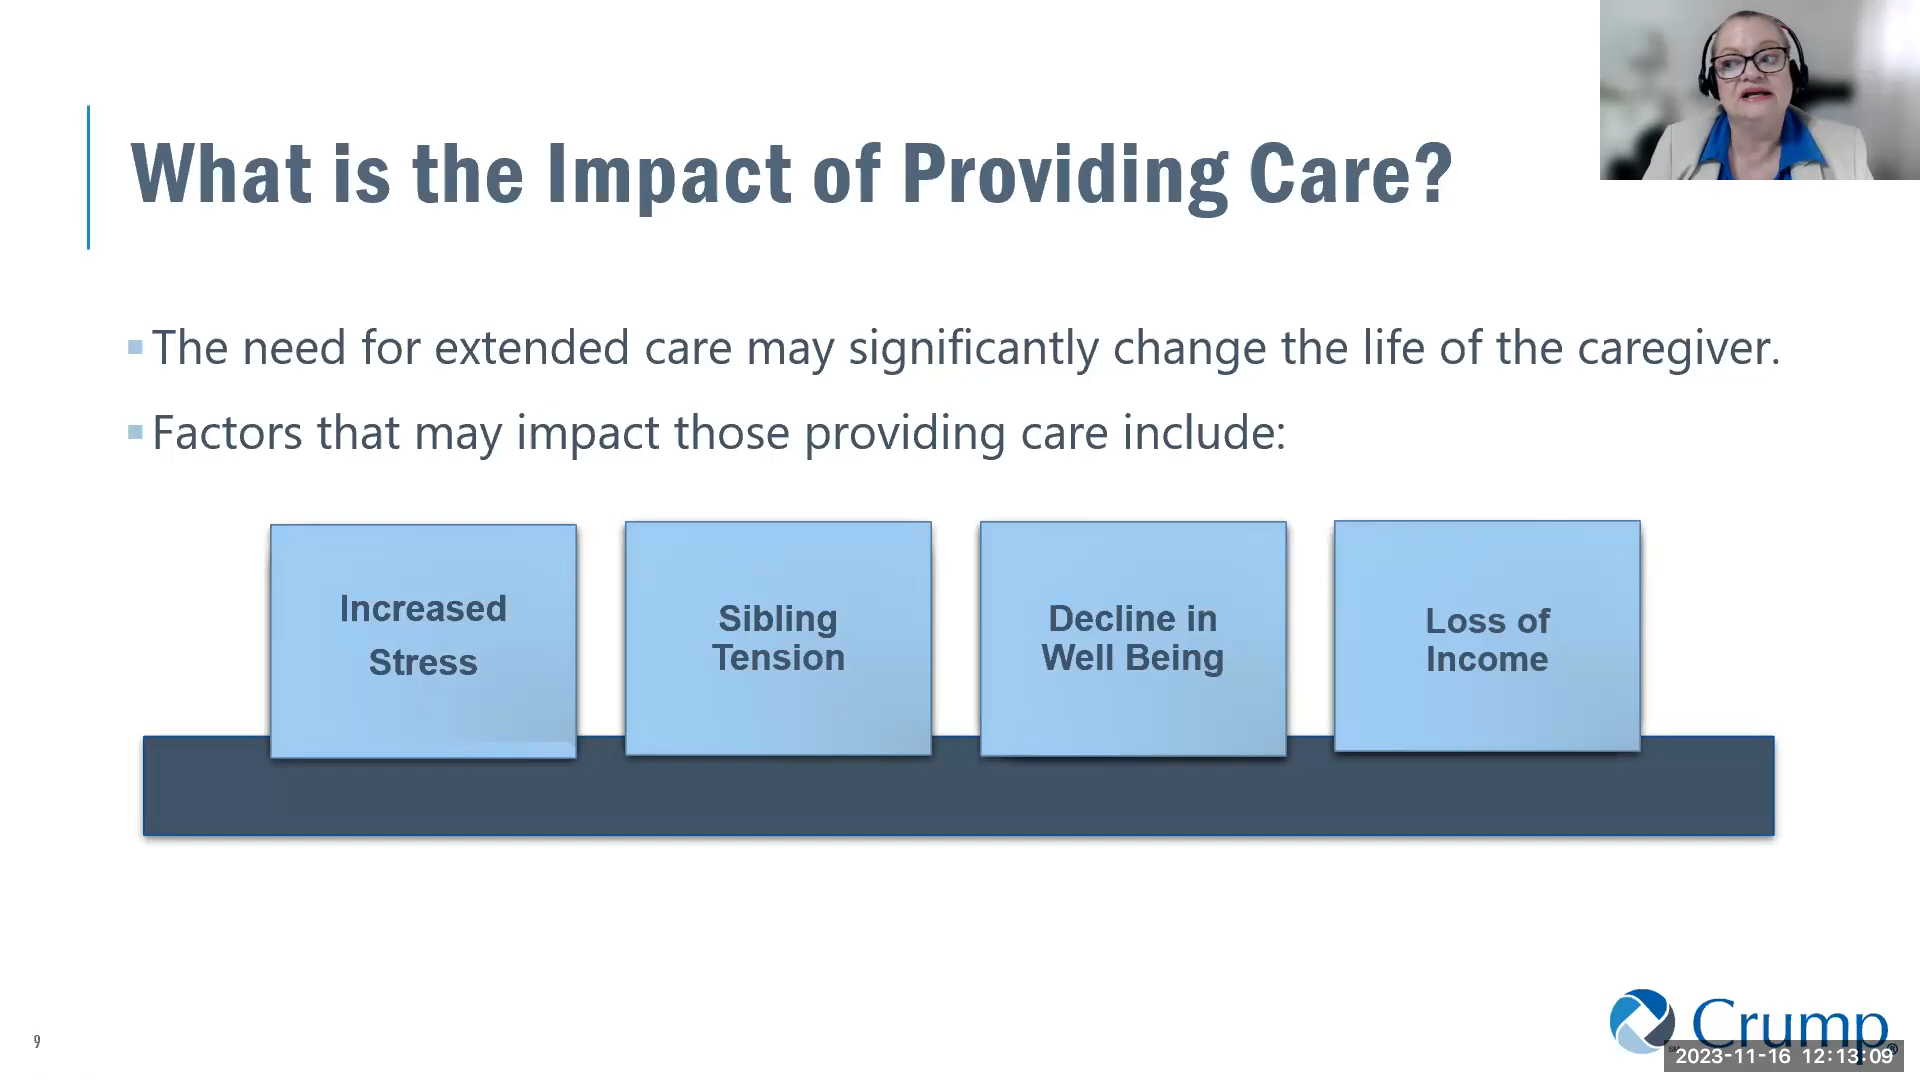 What is the Impact of Providing Care?
The need for extended care may significantly change the life of the caregiver.
Factors that may impact those providing care include:
Increased
Stress
Sibling
Tension
Decline in
Well Being
Loss of
Income
9
Crump
SM
®
2023-11-16 12:13:09